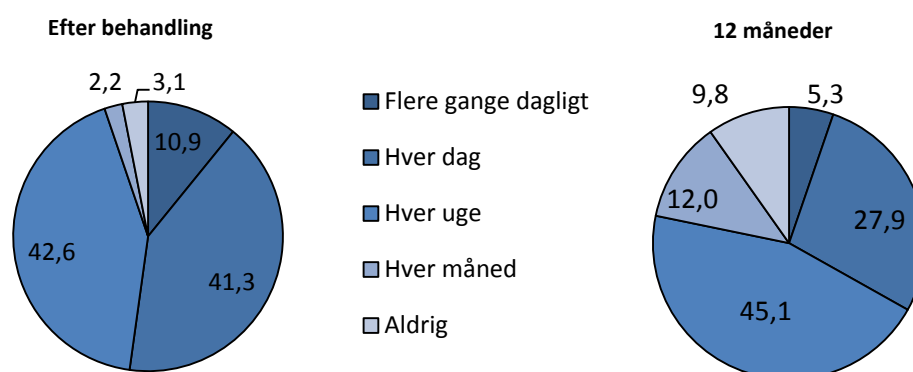 Efter behandling
2,2
3,1
10,9
42,6
41,3
Flere gange dagligt
Hver dag
Hver uge
Hver måned
Aldrig
12 måneder
9,8
5,3
12,0
27,9
45,1